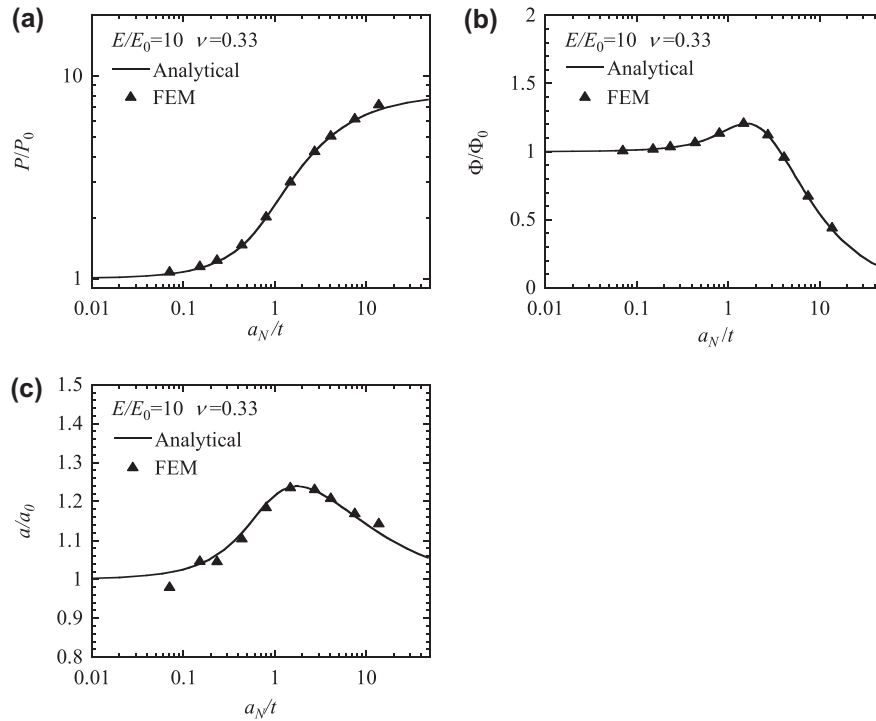 (a)
E/E0=10 ν=0.33
Analytical
FEM
10
1
P/P0
0.01 0.1 1 10
aN/t
(b)
E/E0=10 ν=0.33
Analytical
FEM
2
1.5
1
0.5
0
Φ/Φ0
0.01 0.1 1 10
aN/t
(c)
E/E0=10 ν=0.33
Analytical
FEM
1.5
1.4
1.3
1.2
1.1
1
0.9
0.8
a/a0
0.01 0.1 1 10
aN/t